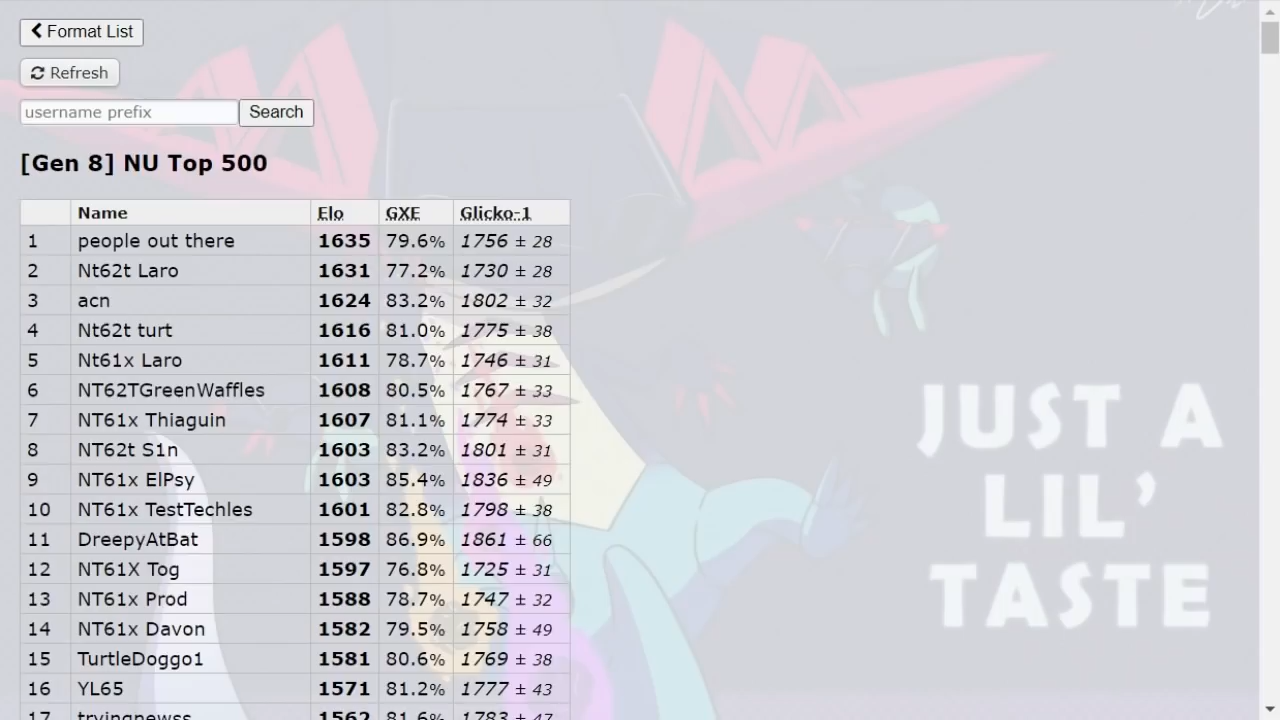 Format List
Refresh
username prefix Search
[Gen 8] NU Top 500
Name Elo GXE Glicko-1
1 people out there 1635 79.6% 1756 ± 28
2 Nt62t Laro 1631 77.2% 1730 ± 28
3 acn 1624 83.2% 1802 ± 32
4 Nt62t turt 1616 81.0% 1775 ± 38
5 Nt61x Laro 1611 78.7% 1746 ± 31
6 NT62TGreenWaffles 1608 80.5% 1767 ± 33
7 NT61x Thiaguin 1607 81.1% 1774 ± 33
8 NT62t S1n 1603 83.2% 1801 ± 31
9 NT61x ElPsy 1603 85.4% 1836 ± 49
10 NT61x TestTechles 1601 82.8% 1798 ± 38
11 DreepyAtBat 1598 86.9% 1861 ± 66
12 NT61X Tog 1597 76.8% 1725 ± 31
13 NT61x Prod 1588 78.7% 1747 ± 32
14 NT61x Davon 1582 79.5% 1758 ± 49
15 TurtleDoggo1 1581 80.6% 1769 ± 38
16 YL65 1571 81.2% 1777 ± 43
17 tryingnewss 1562 81.6% 1783 ± 47
JUST A
LIL'
TASTE